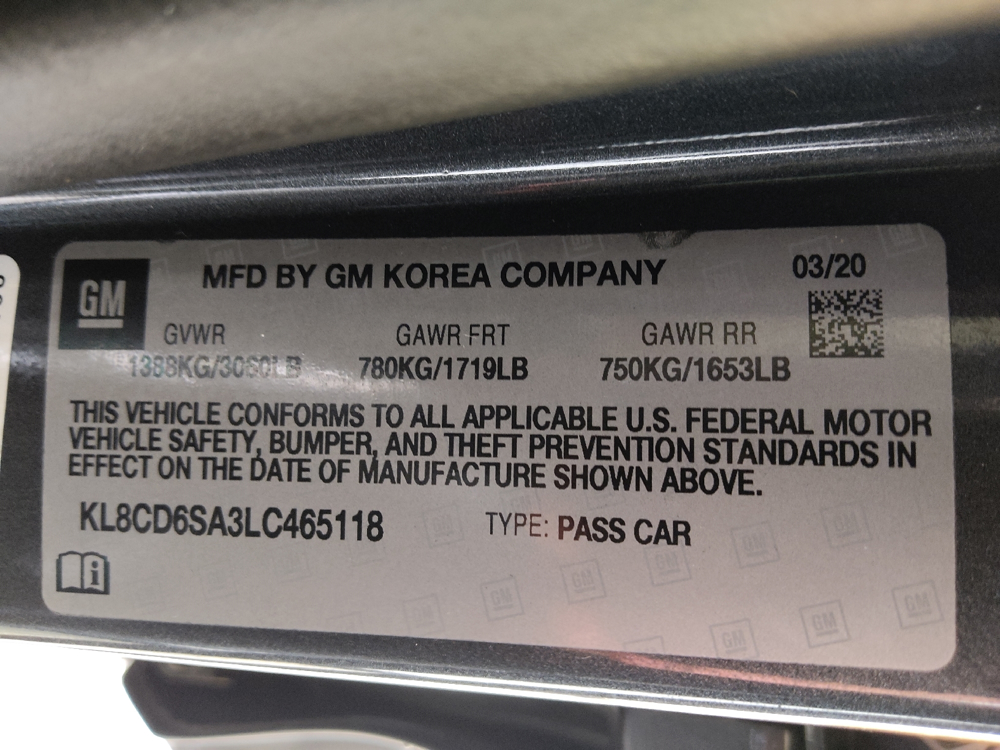 GM
MFD BY GM KOREA COMPANY
03/20
GVWR GAWR FRT GAWR RR
1388KG/3060LB 780KG/1719LB 750KG/1653LB
THIS VEHICLE CONFORMS TO ALL APPLICABLE U.S. FEDERAL MOTOR
VEHICLE SAFETY, BUMPER, AND THEFT PREVENTION STANDARDS IN
EFFECT ON THE DATE OF MANUFACTURE SHOWN ABOVE.
KL8CD6SA3LC465118 TYPE: PASS CAR